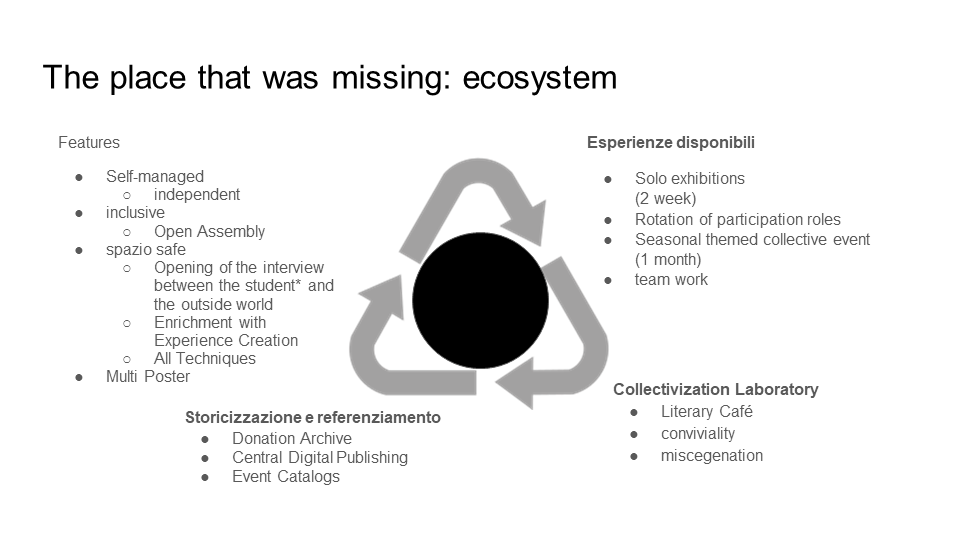 The place that was missing: ecosystem
Features
● Self-managed
○ independent
● inclusive
○ Open Assembly
● spazio safe
○ Opening of the interview
between the student* and
the outside world
○ Enrichment with
Experience Creation
○ All Techniques
● Multi Poster
Esperienze disponibili
● Solo exhibitions
(2 week)
● Rotation of participation roles
● Seasonal themed collective event
(1 month)
● team work
Storicizzazione e referenziamento
● Donation Archive
● Central Digital Publishing
● Event Catalogs
Collectivization Laboratory
● Literary Café
● conviviality
● miscegenation